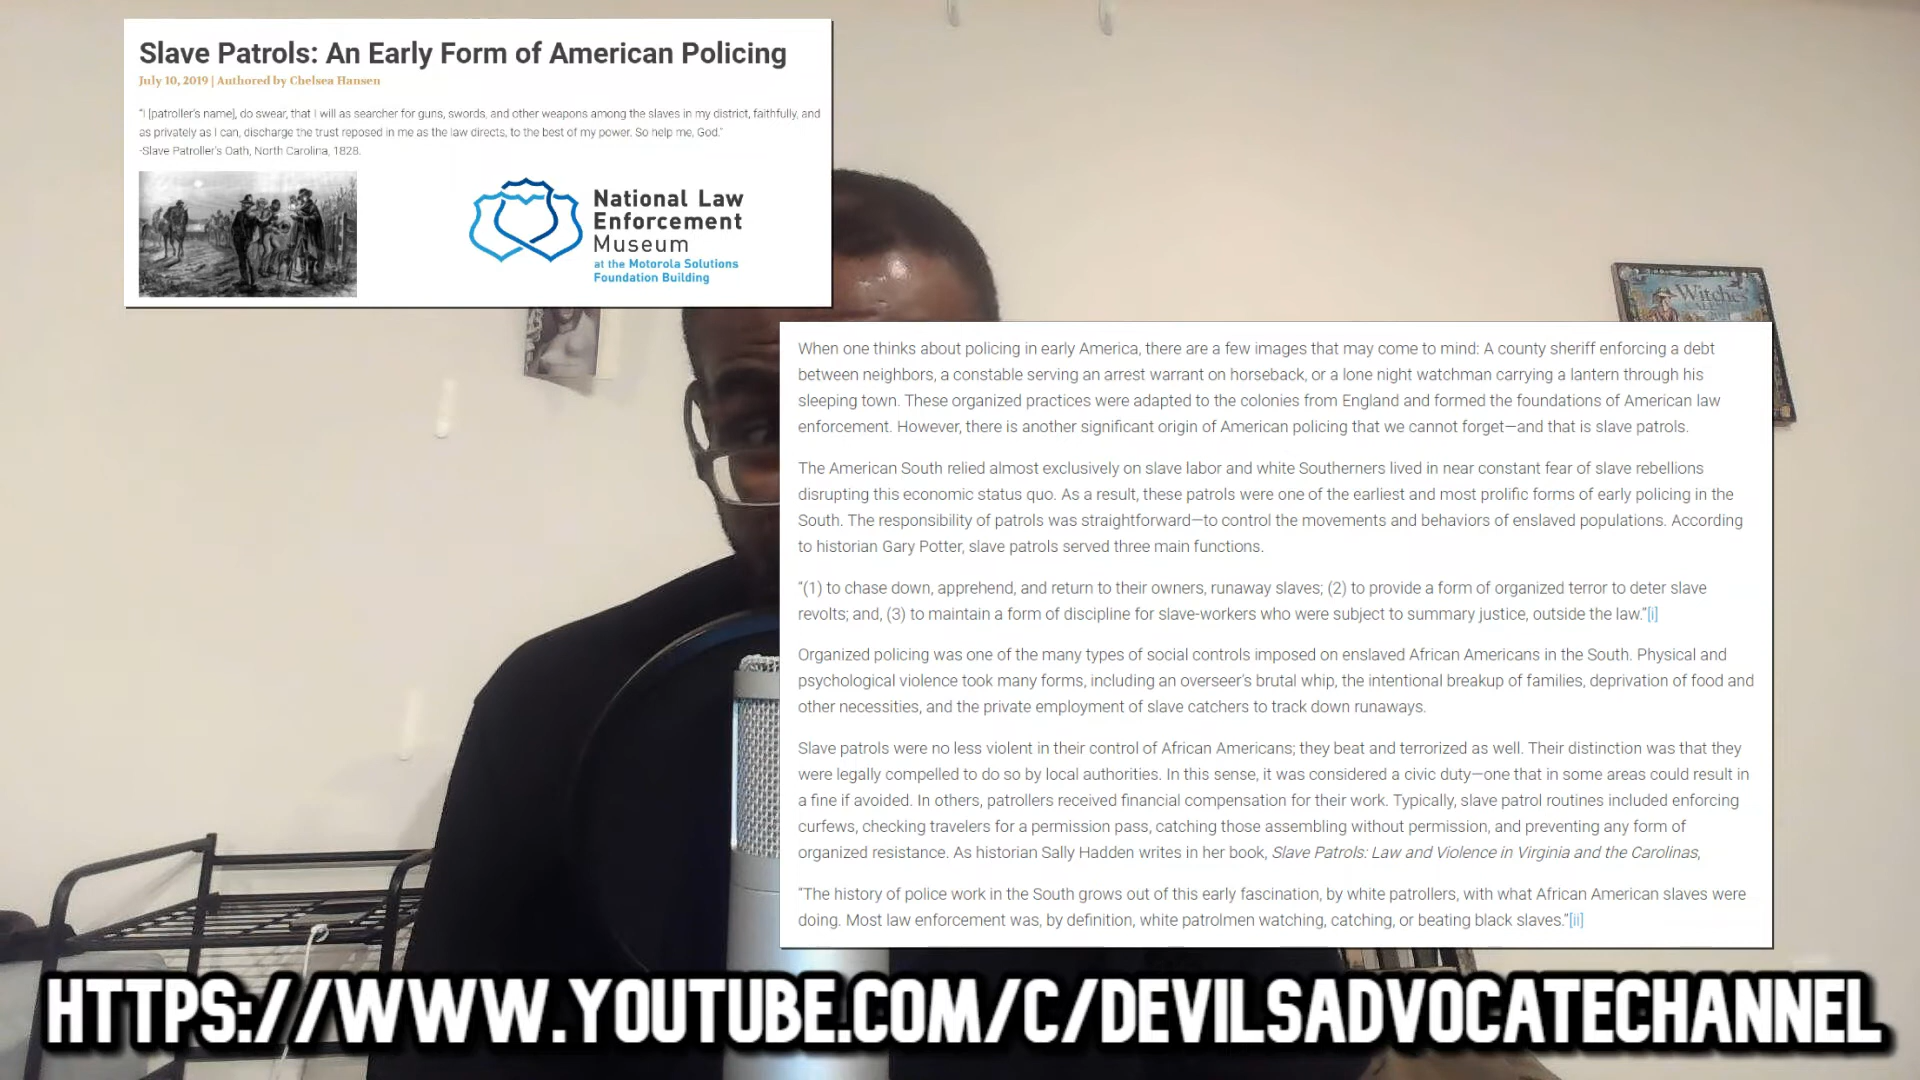 Slave Patrols: An Early Form of American Policing
July 10, 2019 | Authored by Chelsea Hansen
"I [patroller's name], do swear, that I will as searcher for guns, swords, and other weapons among the slaves in my district, faithfully, and
as privately as I can, discharge the trust reposed in me as the law directs, to the best of my power. So help me, God."
-Slave Patroller's Oath, North Carolina, 1828.
National Law
Enforcement
Museum
at the Motorola Solutions
Foundation Building
Witches'
CALENDAR
When one thinks about policing in early America, there are a few images that may come to mind: A county sheriff enforcing a debt
between neighbors, a constable serving an arrest warrant on horseback, or a lone night watchman carrying a lantern through his
sleeping town. These organized practices were adapted to the colonies from England and formed the foundations of American law
enforcement. However, there is another significant origin of American policing that we cannot forget—and that is slave patrols.
The American South relied almost exclusively on slave labor and white Southerners lived in near constant fear of slave rebellions
disrupting this economic status quo. As a result, these patrols were one of the earliest and most prolific forms of early policing in the
South. The responsibility of patrols was straightforward—to control the movements and behaviors of enslaved populations. According
to historian Gary Potter, slave patrols served three main functions.
"(1) to chase down, apprehend, and return to their owners, runaway slaves; (2) to provide a form of organized terror to deter slave
revolts; and, (3) to maintain a form of discipline for slave-workers who were subject to summary justice, outside the law."[i]
Organized policing was one of the many types of social controls imposed on enslaved African Americans in the South. Physical and
psychological violence took many forms, including an overseer's brutal whip, the intentional breakup of families, deprivation of food and
other necessities, and the private employment of slave catchers to track down runaways.
Slave patrols were no less violent in their control of African Americans; they beat and terrorized as well. Their distinction was that they
were legally compelled to do so by local authorities. In this sense, it was considered a civic duty—one that in some areas could result in
a fine if avoided. In others, patrollers received financial compensation for their work. Typically, slave patrol routines included enforcing
curfews, checking travelers for a permission pass, catching those assembling without permission, and preventing any form of
organized resistance. As historian Sally Hadden writes in her book, Slave Patrols: Law and Violence in Virginia and the Carolinas,
"The history of police work in the South grows out of this early fascination, by white patrollers, with what African American slaves were
doing. Most law enforcement was, by definition, white patrolmen watching, catching, or beating black slaves."[ii]
HTTPS://WWW.YOUTUBE.COM/C/DEVILSADVOCATECHANNEL